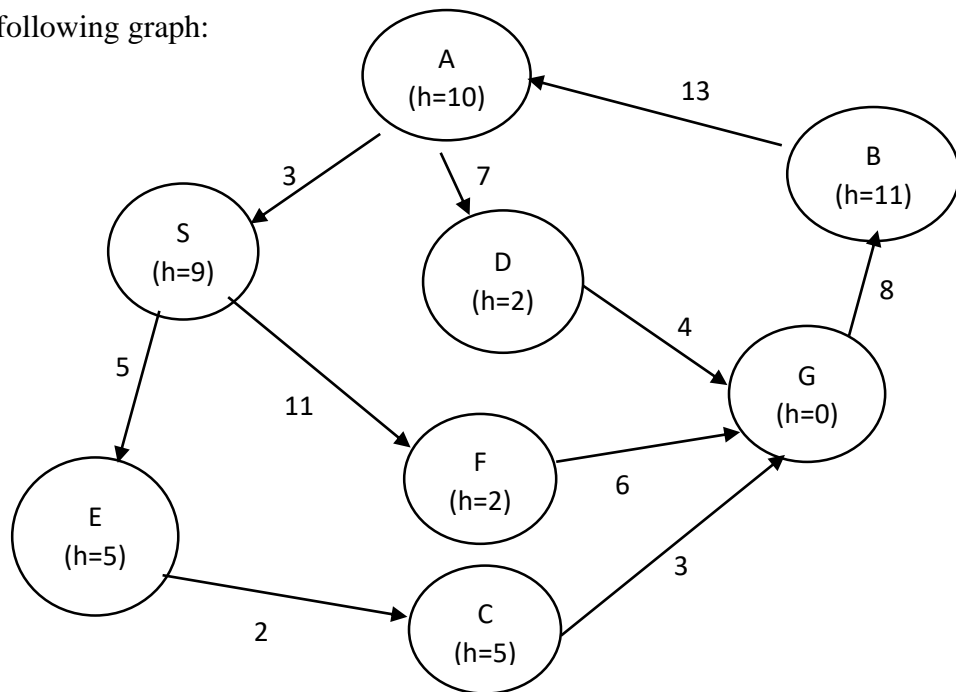 following graph:
A
(h=10)
13
B
(h=11)
3
7
S
(h=9)
D
(h=2)
8
4
5
G
(h=0)
11
F
(h=2)
6
E
(h=5)
3
C
(h=5)
2